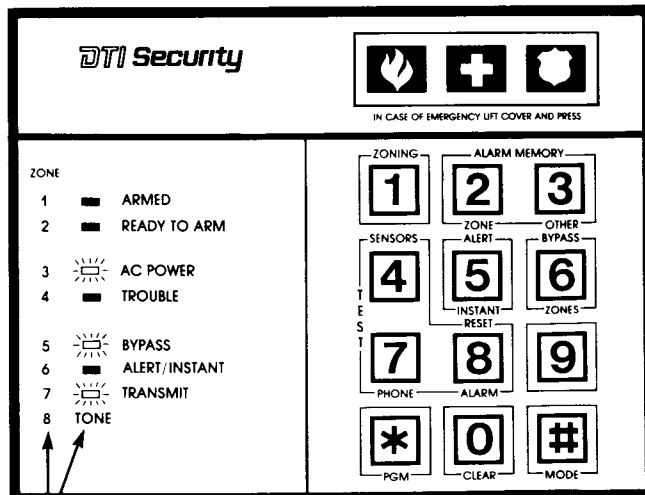 DTI Security
IN CASE OF EMERGENCY LIFT COVER AND PRESS
ZONE
1 ARMED
2 READY TO ARM
3 AC POWER
4 TROUBLE
5 BYPASS
6 ALERT/INSTANT
7 TRANSMIT
8 TONE
ZONING ALARM MEMORY
1 2 3
ZONE OTHER
SENSORS ALERT BYPASS
4 5 6
INSTANT ZONES
TEST
RESET
7 8 9
PHONE ALARM
* 0 #
PGM CLEAR MODE